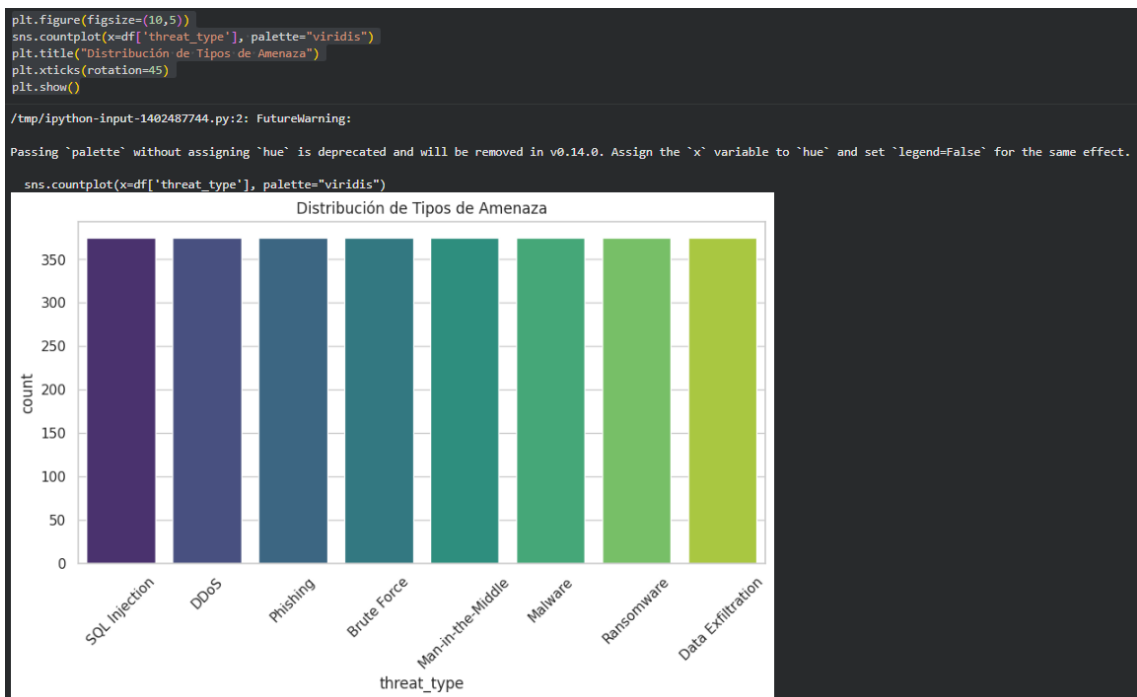 plt.figure(figsize=(10,5))
sns.countplot(x=df['threat_type'], palette="viridis")
plt.title("Distribución de Tipos de Amenaza")
plt.xticks(rotation=45)
plt.show()
/tmp/ipython-input-1402487744.py:2: FutureWarning:
Passing `palette` without assigning `hue` is deprecated and will be removed in v0.14.0. Assign the `x` variable to `hue` and set `legend=False` for the same effect.
sns.countplot(x=df['threat_type'], palette="viridis")
Distribución de Tipos de Amenaza
350
300
250
200
150
100
50
0
count
SQL Injection
DDoS
Phishing
Brute Force
Man-in-the-Middle
Malware
Ransomware
Data Exfiltration
threat_type